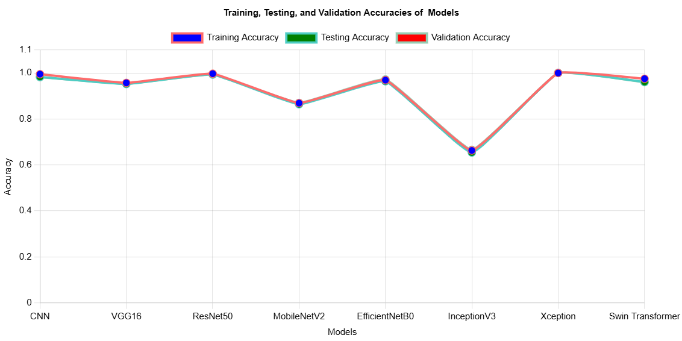 Training, Testing, and Validation Accuracies of Models
Training Accuracy Testing Accuracy Validation Accuracy
1.1
1.0
0.8
0.6
0.4
0.2
0
Accuracy
CNN VGG16 ResNet50 MobileNetV2 EfficientNetB0 InceptionV3 Xception Swin Transformer
Models